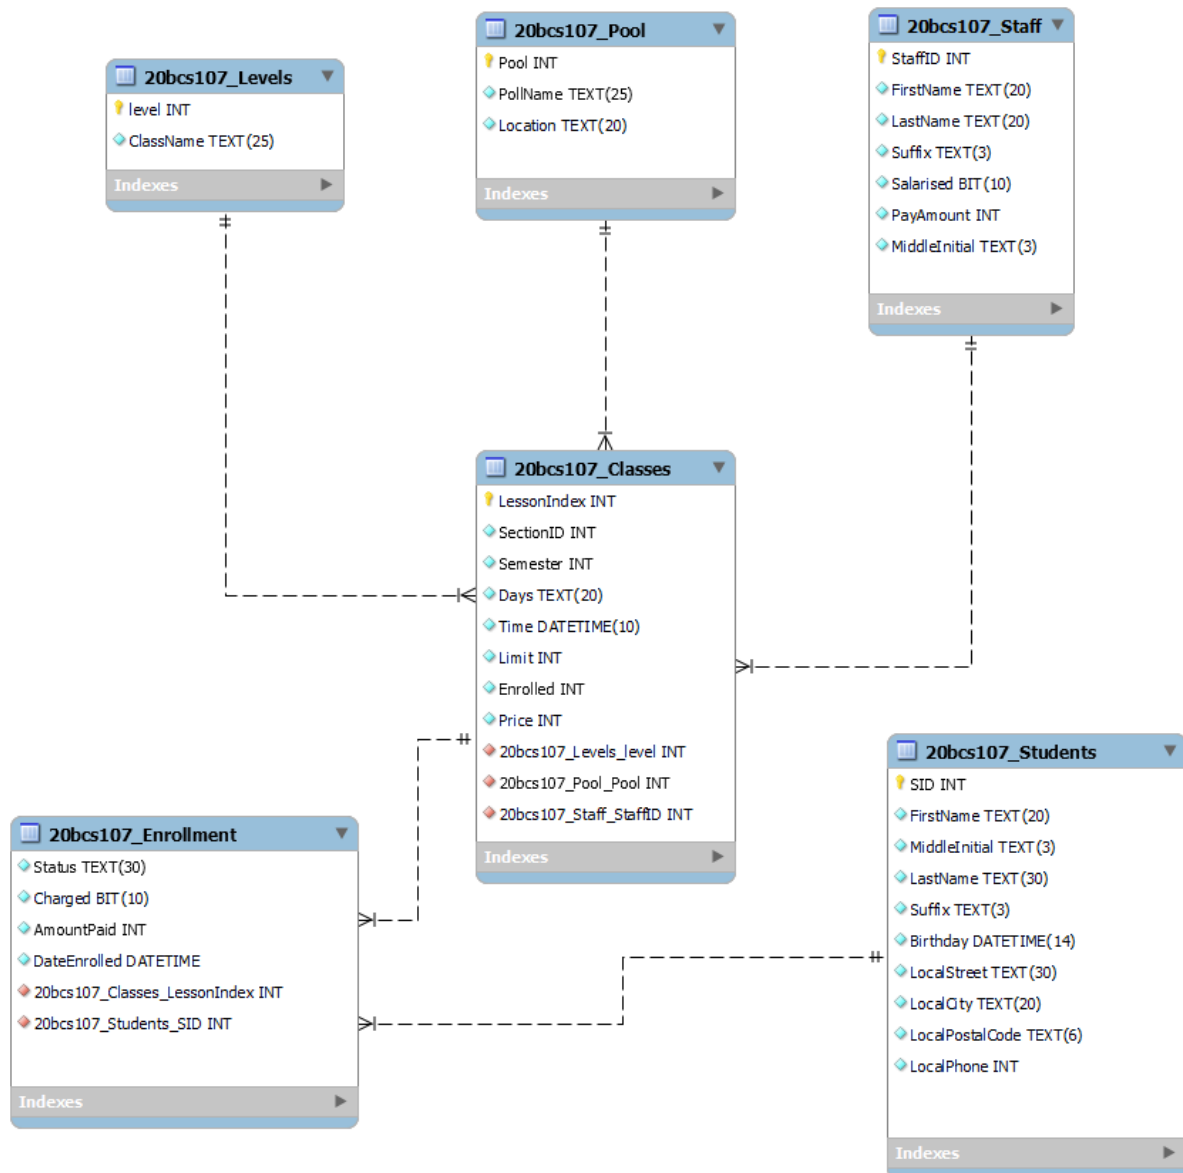 20bcs107_Levels
level INT
ClassName TEXT(25)
Indexes
20bcs107_Pool
Pool INT
PollName TEXT(25)
Location TEXT(20)
Indexes
20bcs107_Staff
StaffID INT
FirstName TEXT(20)
LastName TEXT(20)
Suffix TEXT(3)
Salarised BIT(10)
PayAmount INT
MiddleInitial TEXT(3)
Indexes
20bcs107_Classes
LessonIndex INT
SectionID INT
Semester INT
Days TEXT(20)
Time DATETIME(10)
Limit INT
Enrolled INT
Price INT
20bcs107_Levels_level INT
20bcs107_Pool_Pool INT
20bcs107_Staff_StaffID INT
Indexes
20bcs107_Enrollment
Status TEXT(30)
Charged BIT(10)
AmountPaid INT
DateEnrolled DATETIME
20bcs107_Classes_LessonIndex INT
20bcs107_Students_SID INT
Indexes
20bcs107_Students
SID INT
FirstName TEXT(20)
MiddleInitial TEXT(3)
LastName TEXT(30)
Suffix TEXT(3)
Birthday DATETIME(14)
LocalStreet TEXT(30)
LocalCity TEXT(20)
LocalPostalCode TEXT(6)
LocalPhone INT
Indexes